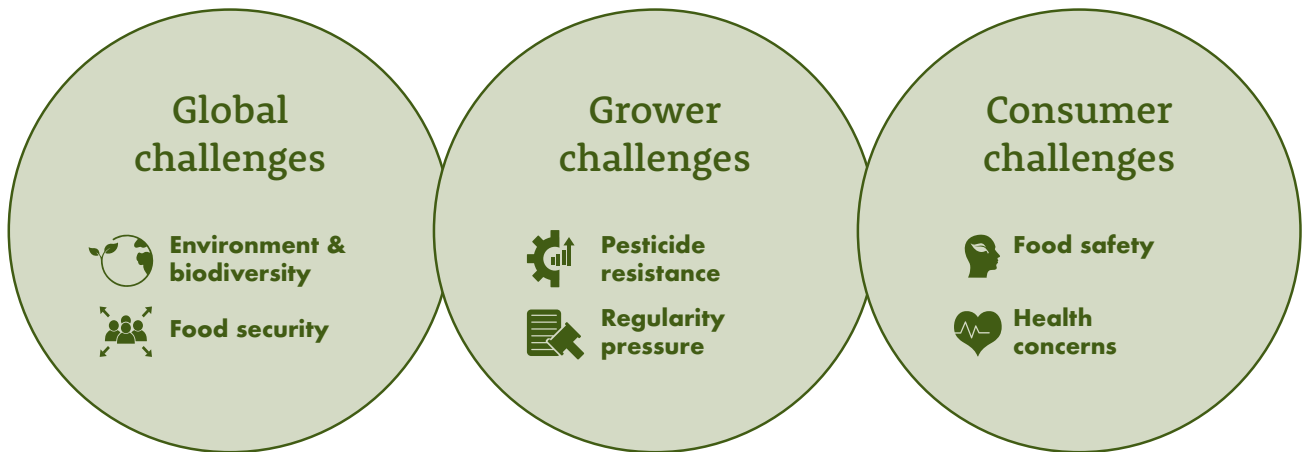 Global
challenges
Environment &
biodiversity
Food security
Grower
challenges
Pesticide
resistance
Regularity
pressure
Consumer
challenges
Food safety
Health
concerns